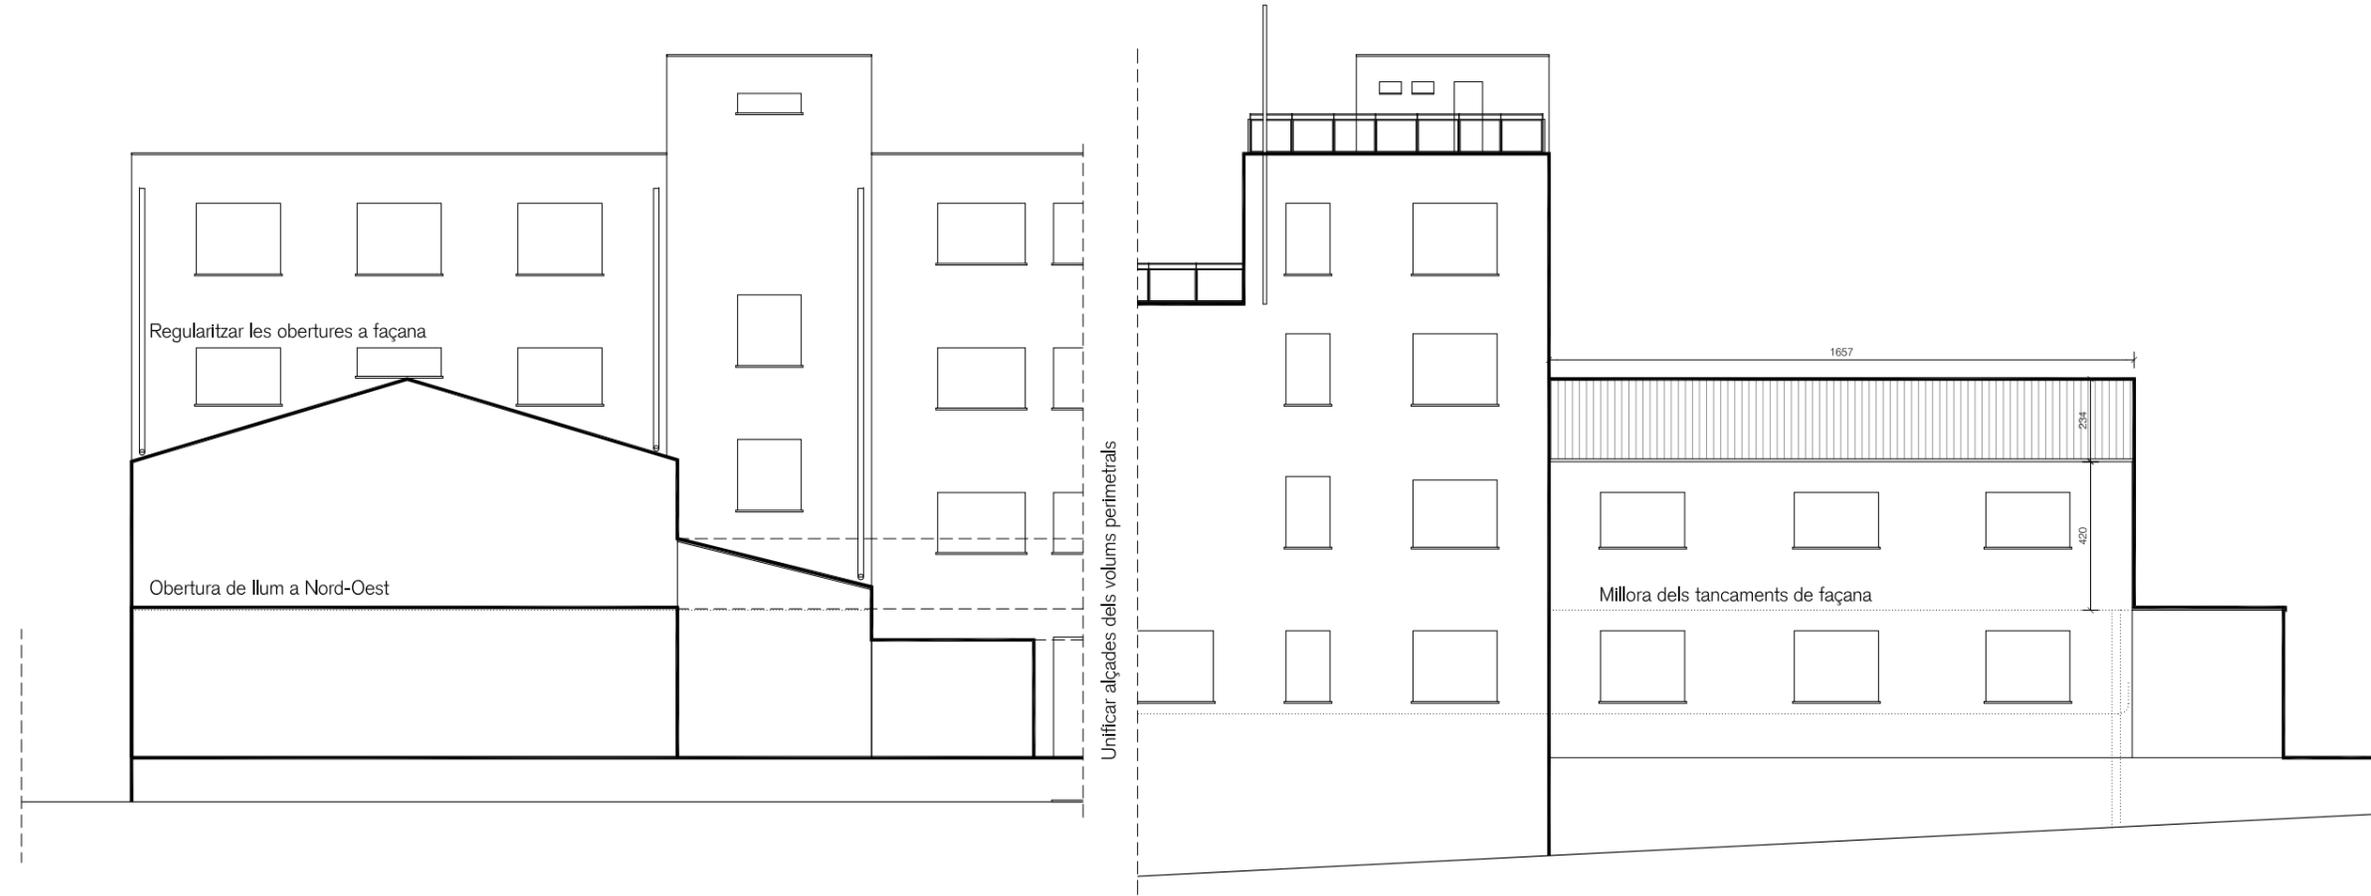 Regularitzar les obertures a façana
Obertura de llum a Nord-Oest
Unificar alçades dels volums perimetrals
1657
234
420
Millora dels tancaments de façana